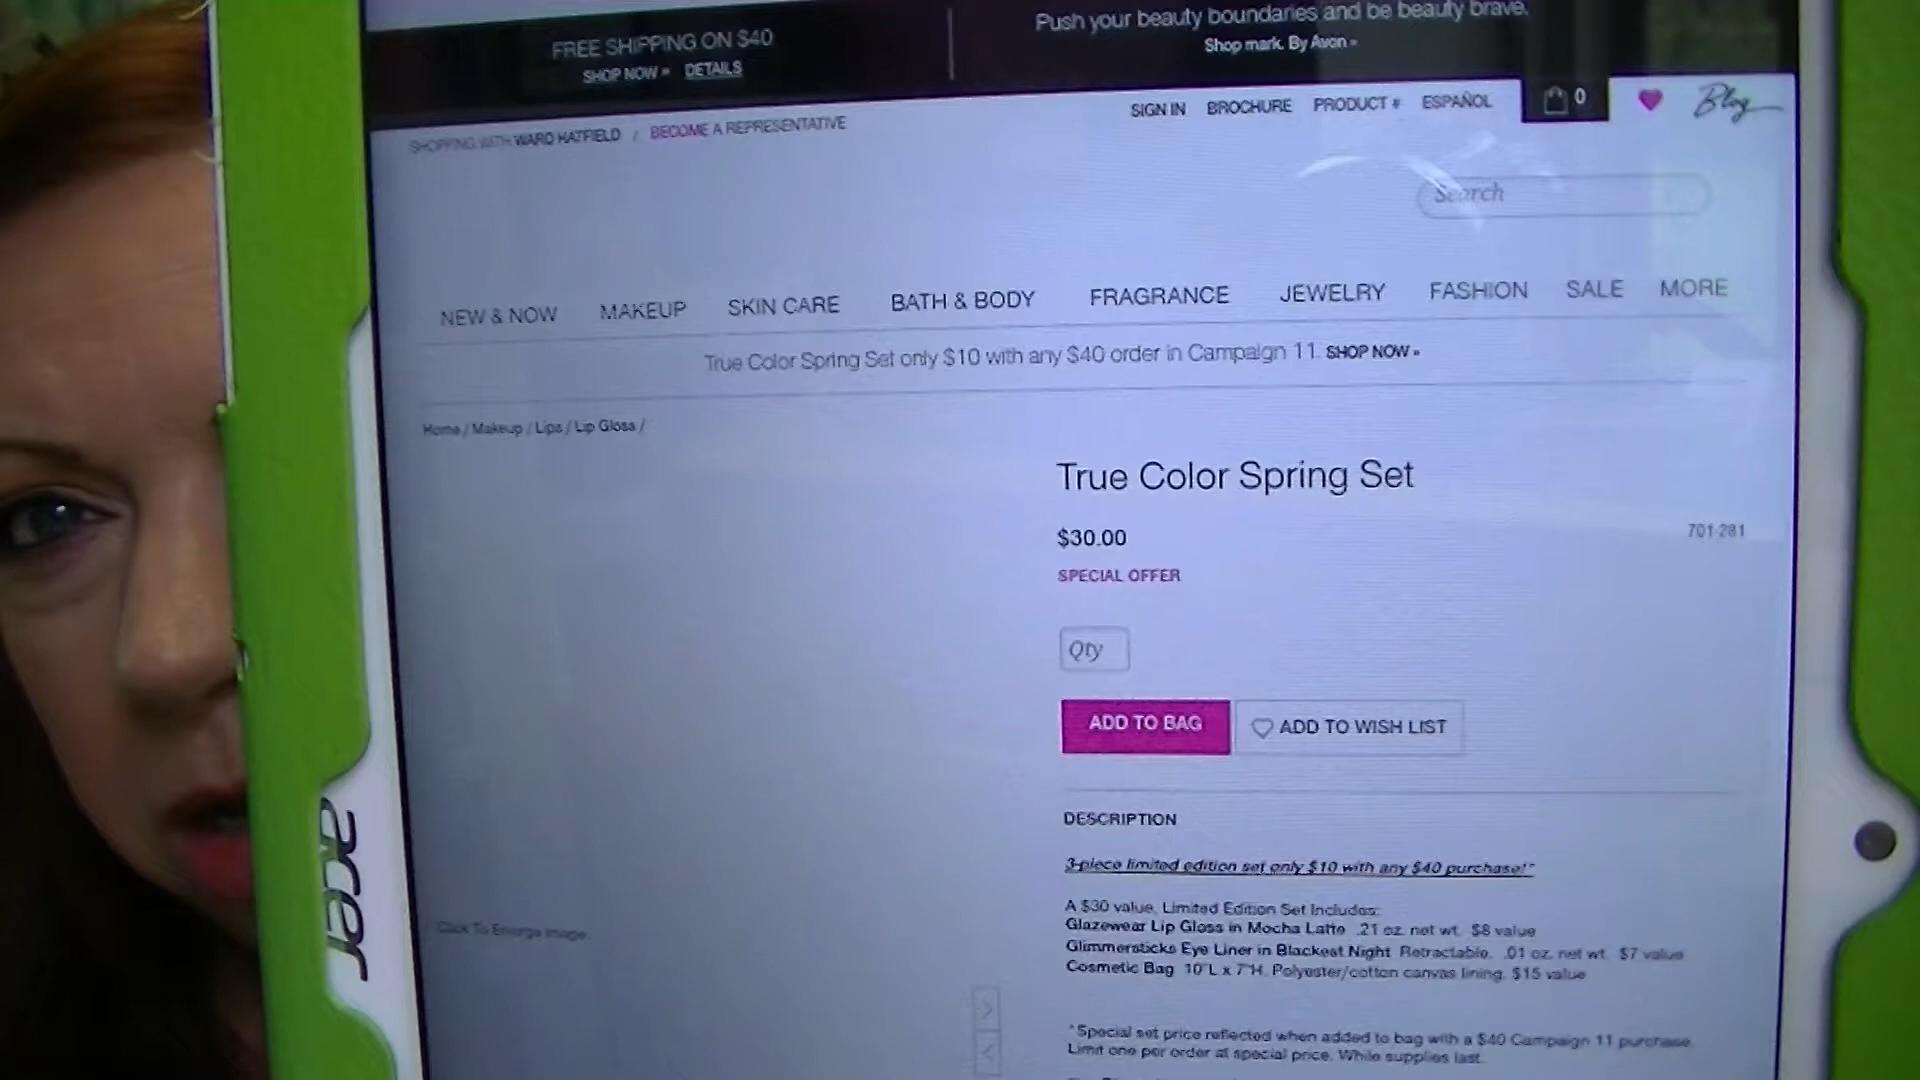 FREE SHIPPING ON $40
SHOP NOW » DETAILS
Push your beauty boundaries and be beauty brave.
Shop mark. By Avon »
SHOPPING WITH WARD HATFIELD / BECOME A REPRESENTATIVE
SIGN IN BROCHURE PRODUCT # ESPAÑOL 0 Blog
Search
NEW & NOW MAKEUP SKIN CARE BATH & BODY FRAGRANCE JEWELRY FASHION SALE MORE
True Color Spring Set only $10 with any $40 order in Campaign 11. SHOP NOW »
Home / Makeup / Lips / Lip Gloss /
True Color Spring Set
$30.00
701-281
SPECIAL OFFER
Qty
ADD TO BAG
ADD TO WISH LIST
DESCRIPTION
3-piece limited edition set only $10 with any $40 purchase!*
A $30 value, Limited Edition Set Includes:
Glazewear Lip Gloss in Mocha Latte .21 oz. net wt. $8 value
Glimmersticks Eye Liner in Blackest Night Retractable. .01 oz. net wt. $7 value
Cosmetic Bag 10"L x 7"H. Polyester/cotton canvas lining. $15 value
Click To Enlarge Image
*Special set price reflected when added to bag with a $40 Campaign 11 purchase.
Limit one per order at special price. While supplies last.
acer